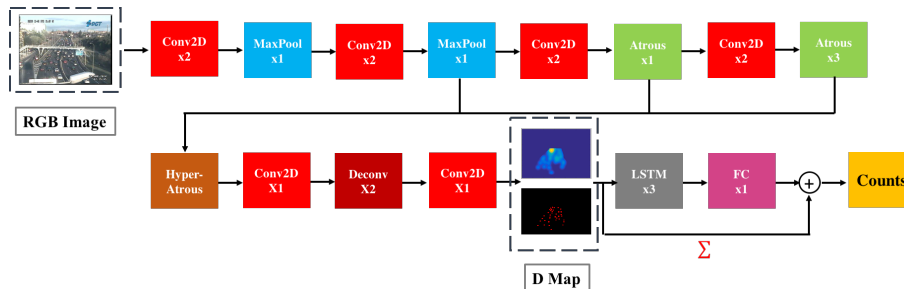 Conv2D
x2
MaxPool
x1
Conv2D
x2
MaxPool
x1
Conv2D
x2
Atrous
x1
Conv2D
x2
Atrous
x3
RGB Image
Hyper-
Atrous
Conv2D
X1
Deconv
X2
Conv2D
X1
LSTM
x3
FC
x1
+
Counts
Σ
D Map